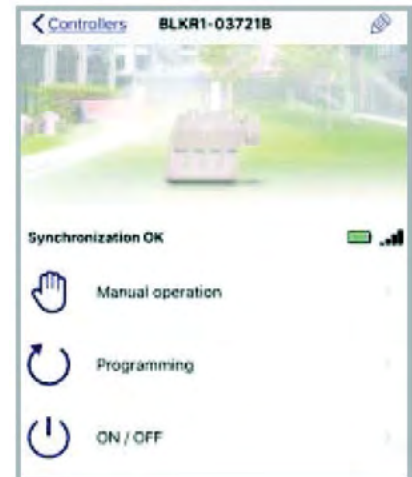 Controllers BLKR1-03721B
Synchronization OK
Manual operation
Programming
ON / OFF